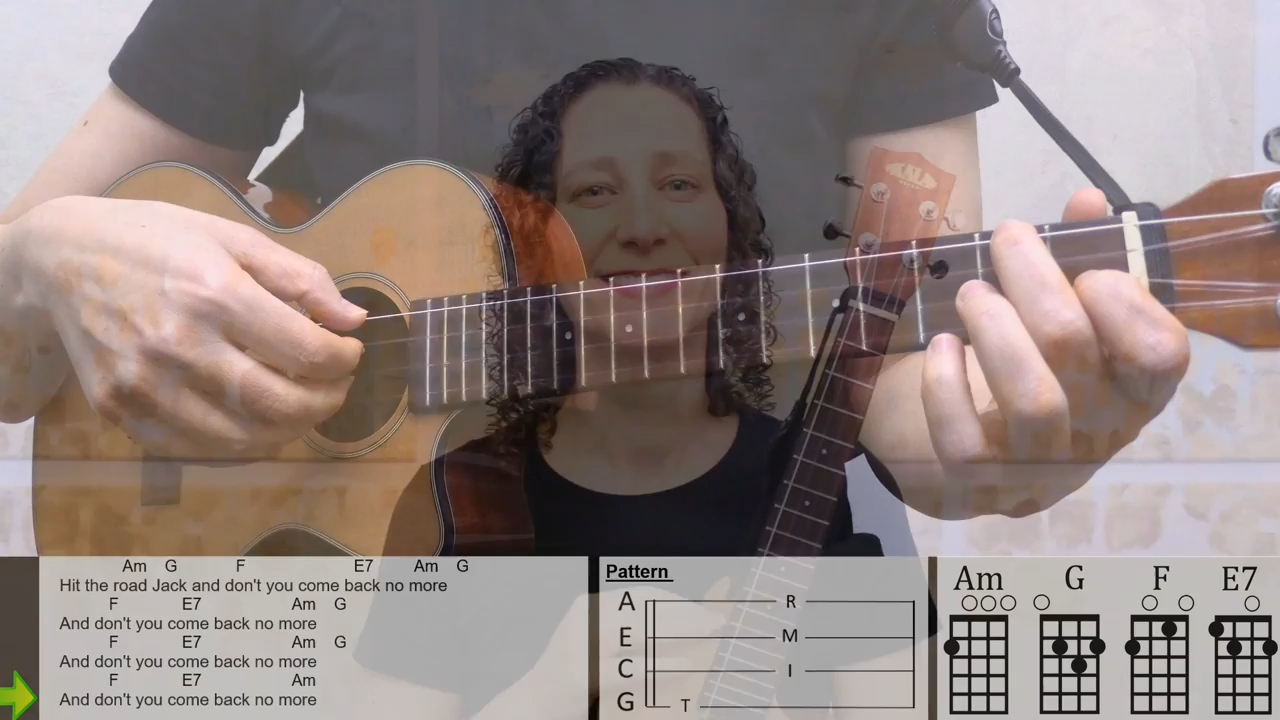 Am G F E7 Am G
Hit the road Jack and don't you come back no more
F E7 Am G
And don't you come back no more
F E7 Am G
And don't you come back no more
F E7 Am
And don't you come back no more
Pattern
A R
E M
C I
G T
Am G F E7